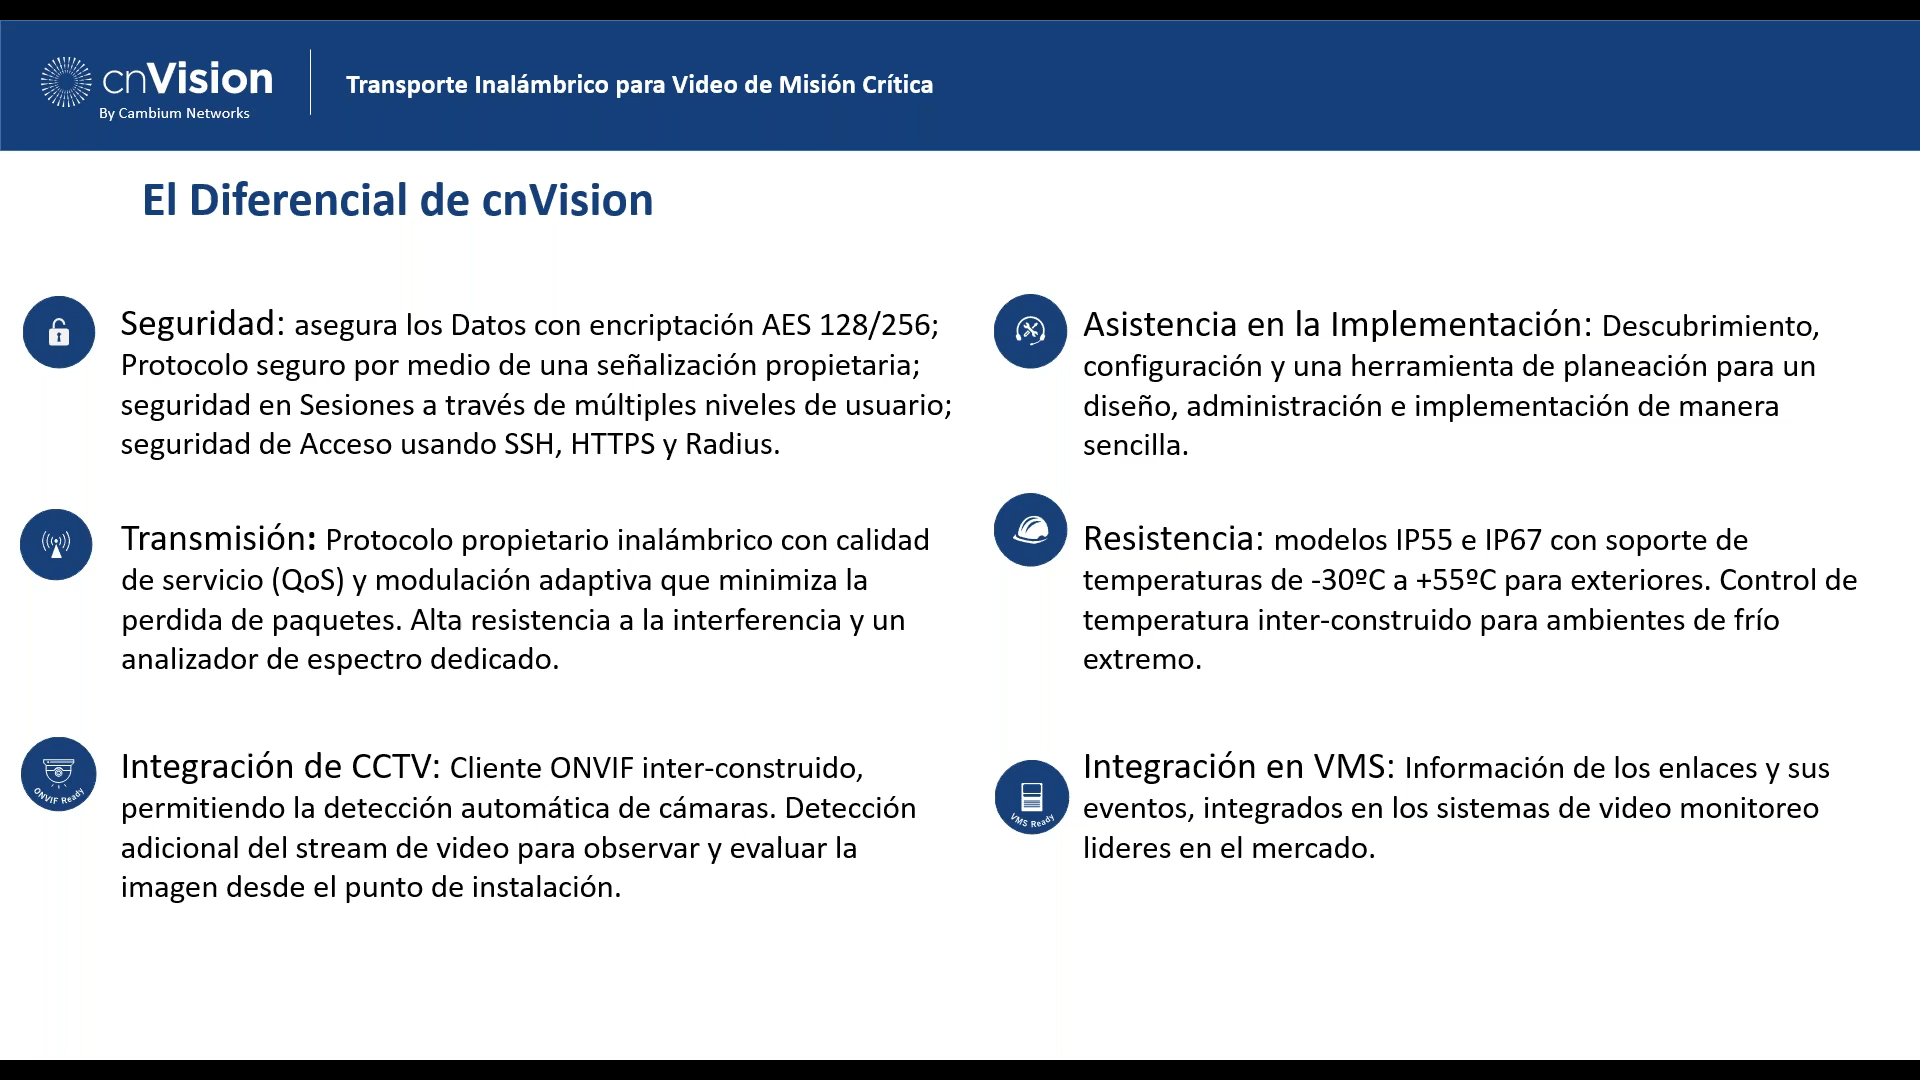 cnVision
By Cambium Networks
Transporte Inalámbrico para Video de Misión Crítica
El Diferencial de cnVision
Seguridad: asegura los Datos con encriptación AES 128/256;
Protocolo seguro por medio de una señalización propietaria;
seguridad en Sesiones a través de múltiples niveles de usuario;
seguridad de Acceso usando SSH, HTTPS y Radius.
Transmisión: Protocolo propietario inalámbrico con calidad
de servicio (QoS) y modulación adaptiva que minimiza la
perdida de paquetes. Alta resistencia a la interferencia y un
analizador de espectro dedicado.
ONVIF Ready
Integración de CCTV: Cliente ONVIF inter-construido,
permitiendo la detección automática de cámaras. Detección
adicional del stream de video para observar y evaluar la
imagen desde el punto de instalación.
Asistencia en la Implementación: Descubrimiento,
configuración y una herramienta de planeación para un
diseño, administración e implementación de manera
sencilla.
Resistencia: modelos IP55 e IP67 con soporte de
temperaturas de -30ºC a +55ºC para exteriores. Control de
temperatura inter-construido para ambientes de frío
extremo.
VMS Ready
Integración en VMS: Información de los enlaces y sus
eventos, integrados en los sistemas de video monitoreo
lideres en el mercado.